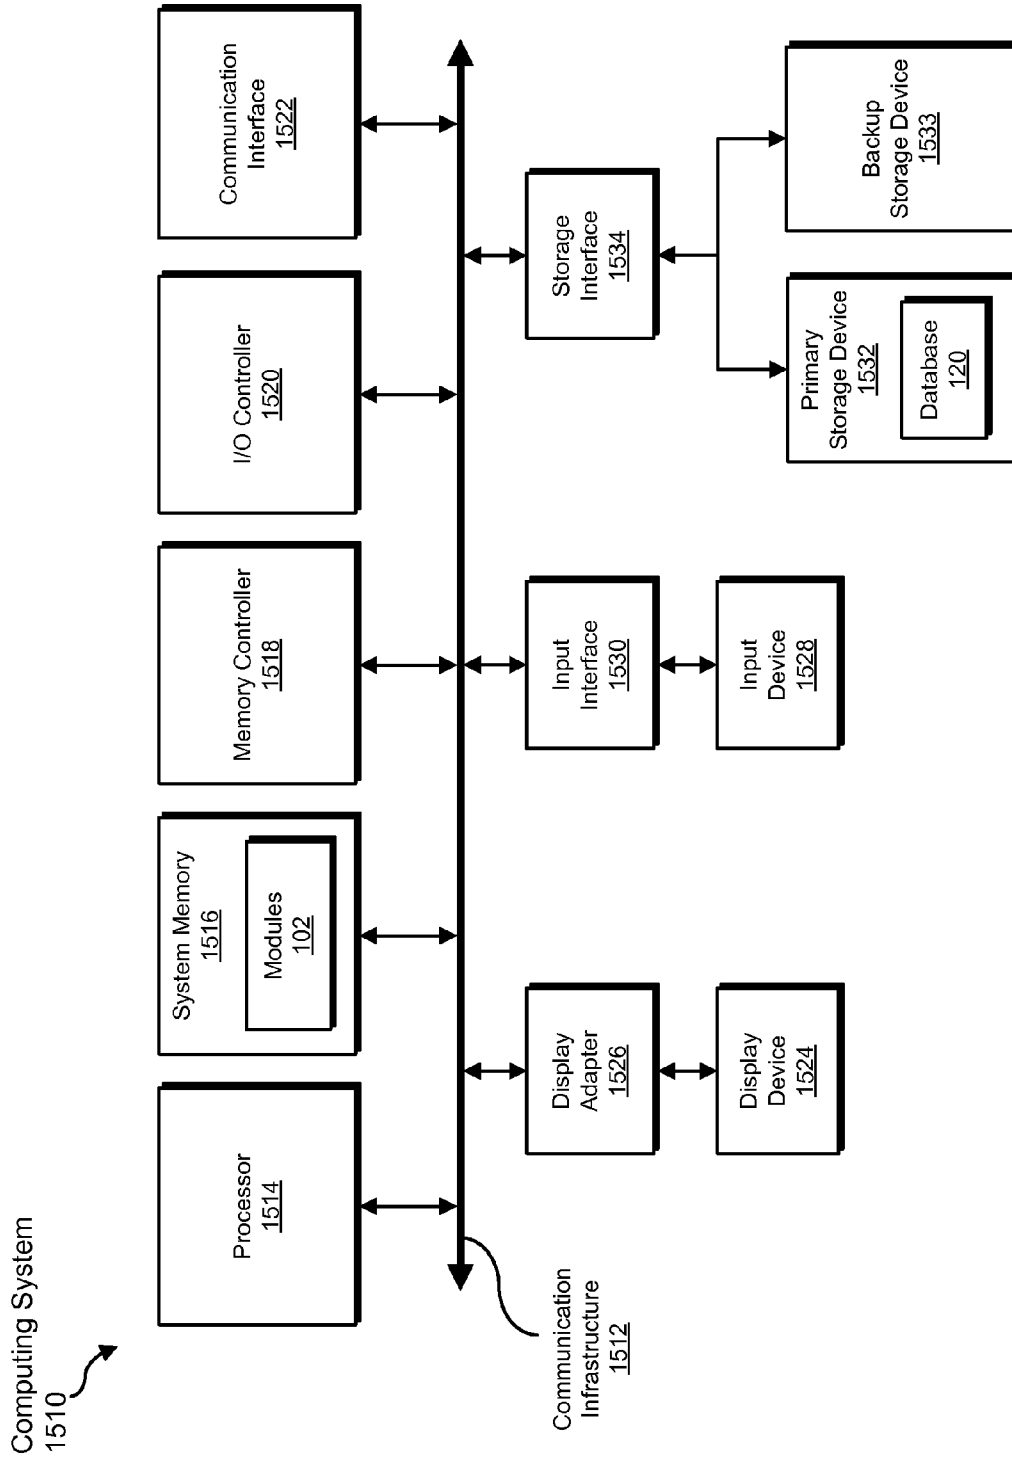 Computing System
1510
Processor
1514
System Memory
1516
Modules
102
Memory Controller
1518
I/O Controller
1520
Communication
Interface
1522
Communication
Infrastructure
1512
Display
Adapter
1526
Input
Interface
1530
Storage
Interface
1534
Display
Device
1524
Input
Device
1528
Primary
Storage Device
1532
Database
120
Backup
Storage Device
1533